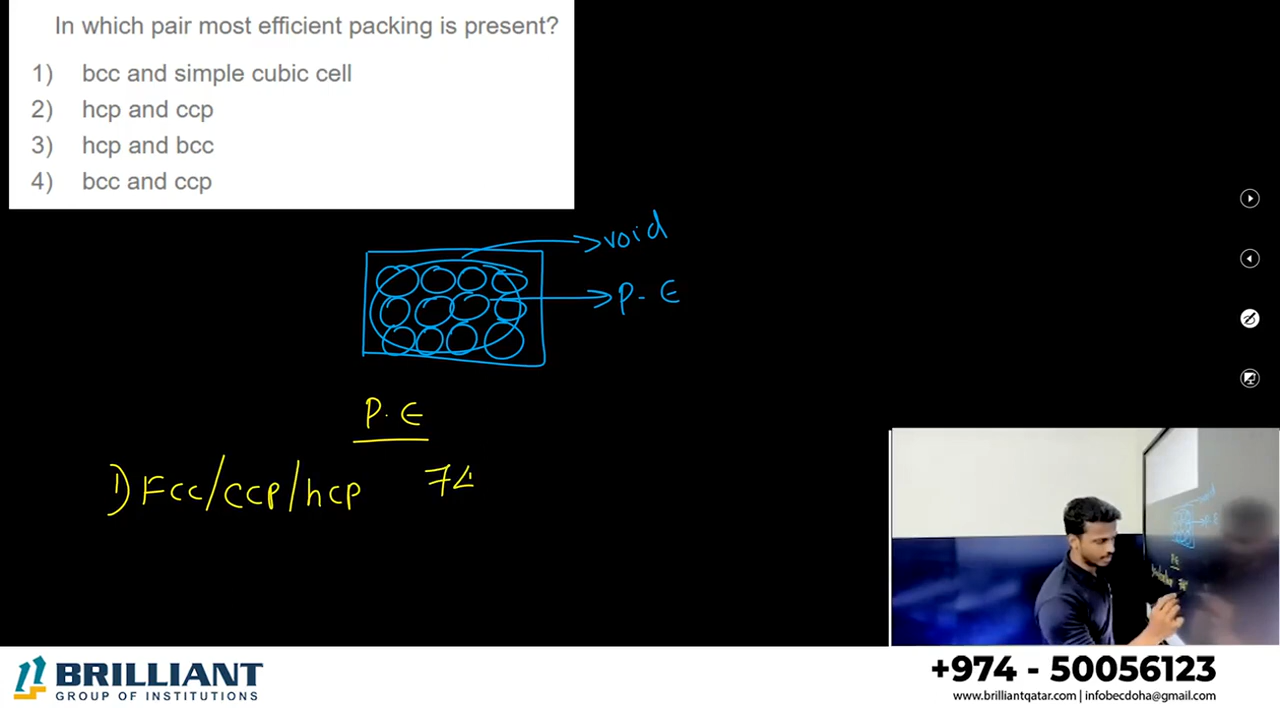 In which pair most efficient packing is present?
1) bcc and simple cubic cell
2) hcp and ccp
3) hcp and bcc
4) bcc and ccp
void
P. E
P. E
1) Fcc/ccp/hcp 74
BRILLIANT
GROUP OF INSTITUTIONS
+974 - 50056123
www.brilliantqatar.com | infobecdoha@gmail.com